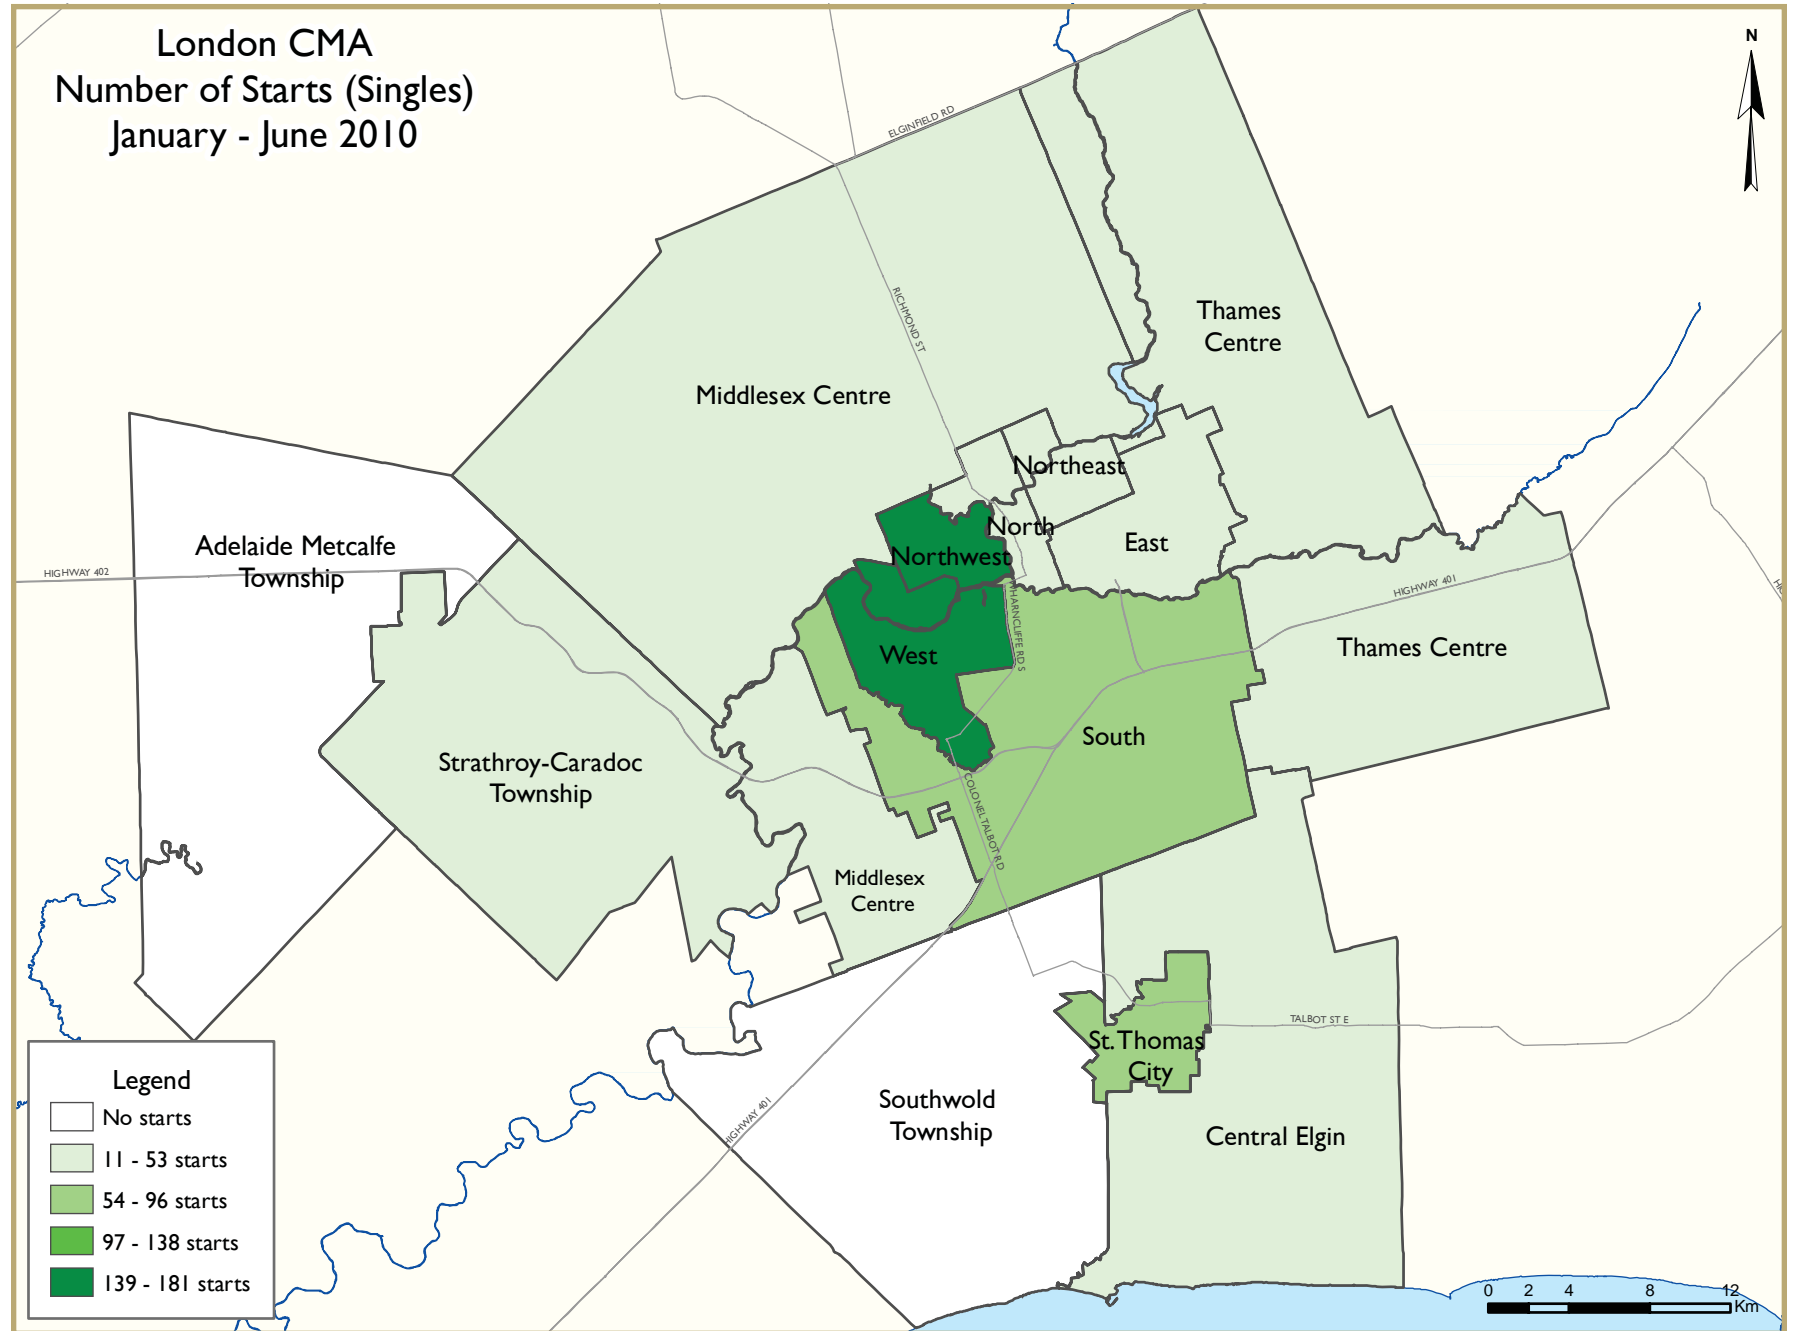 London CMA
Number of Starts (Singles)
January - June 2010
N
ELGINFIELD RD
RICHMOND ST
Thames
Centre
Middlesex Centre
Northeast
North
East
Northwest
Adelaide Metcalfe
Township
HIGHWAY 402
HIGHWAY 401
WHARNCLIFFE RD S
West
Thames Centre
South
Strathroy-Caradoc
Township
COLONEL TALBOT RD
Middlesex
Centre
TALBOT ST E
St. Thomas
City
Southwold
Township
Central Elgin
HIGHWAY 401
Legend
No starts
11 - 53 starts
54 - 96 starts
97 - 138 starts
139 - 181 starts
0 2 4 8 12
Km